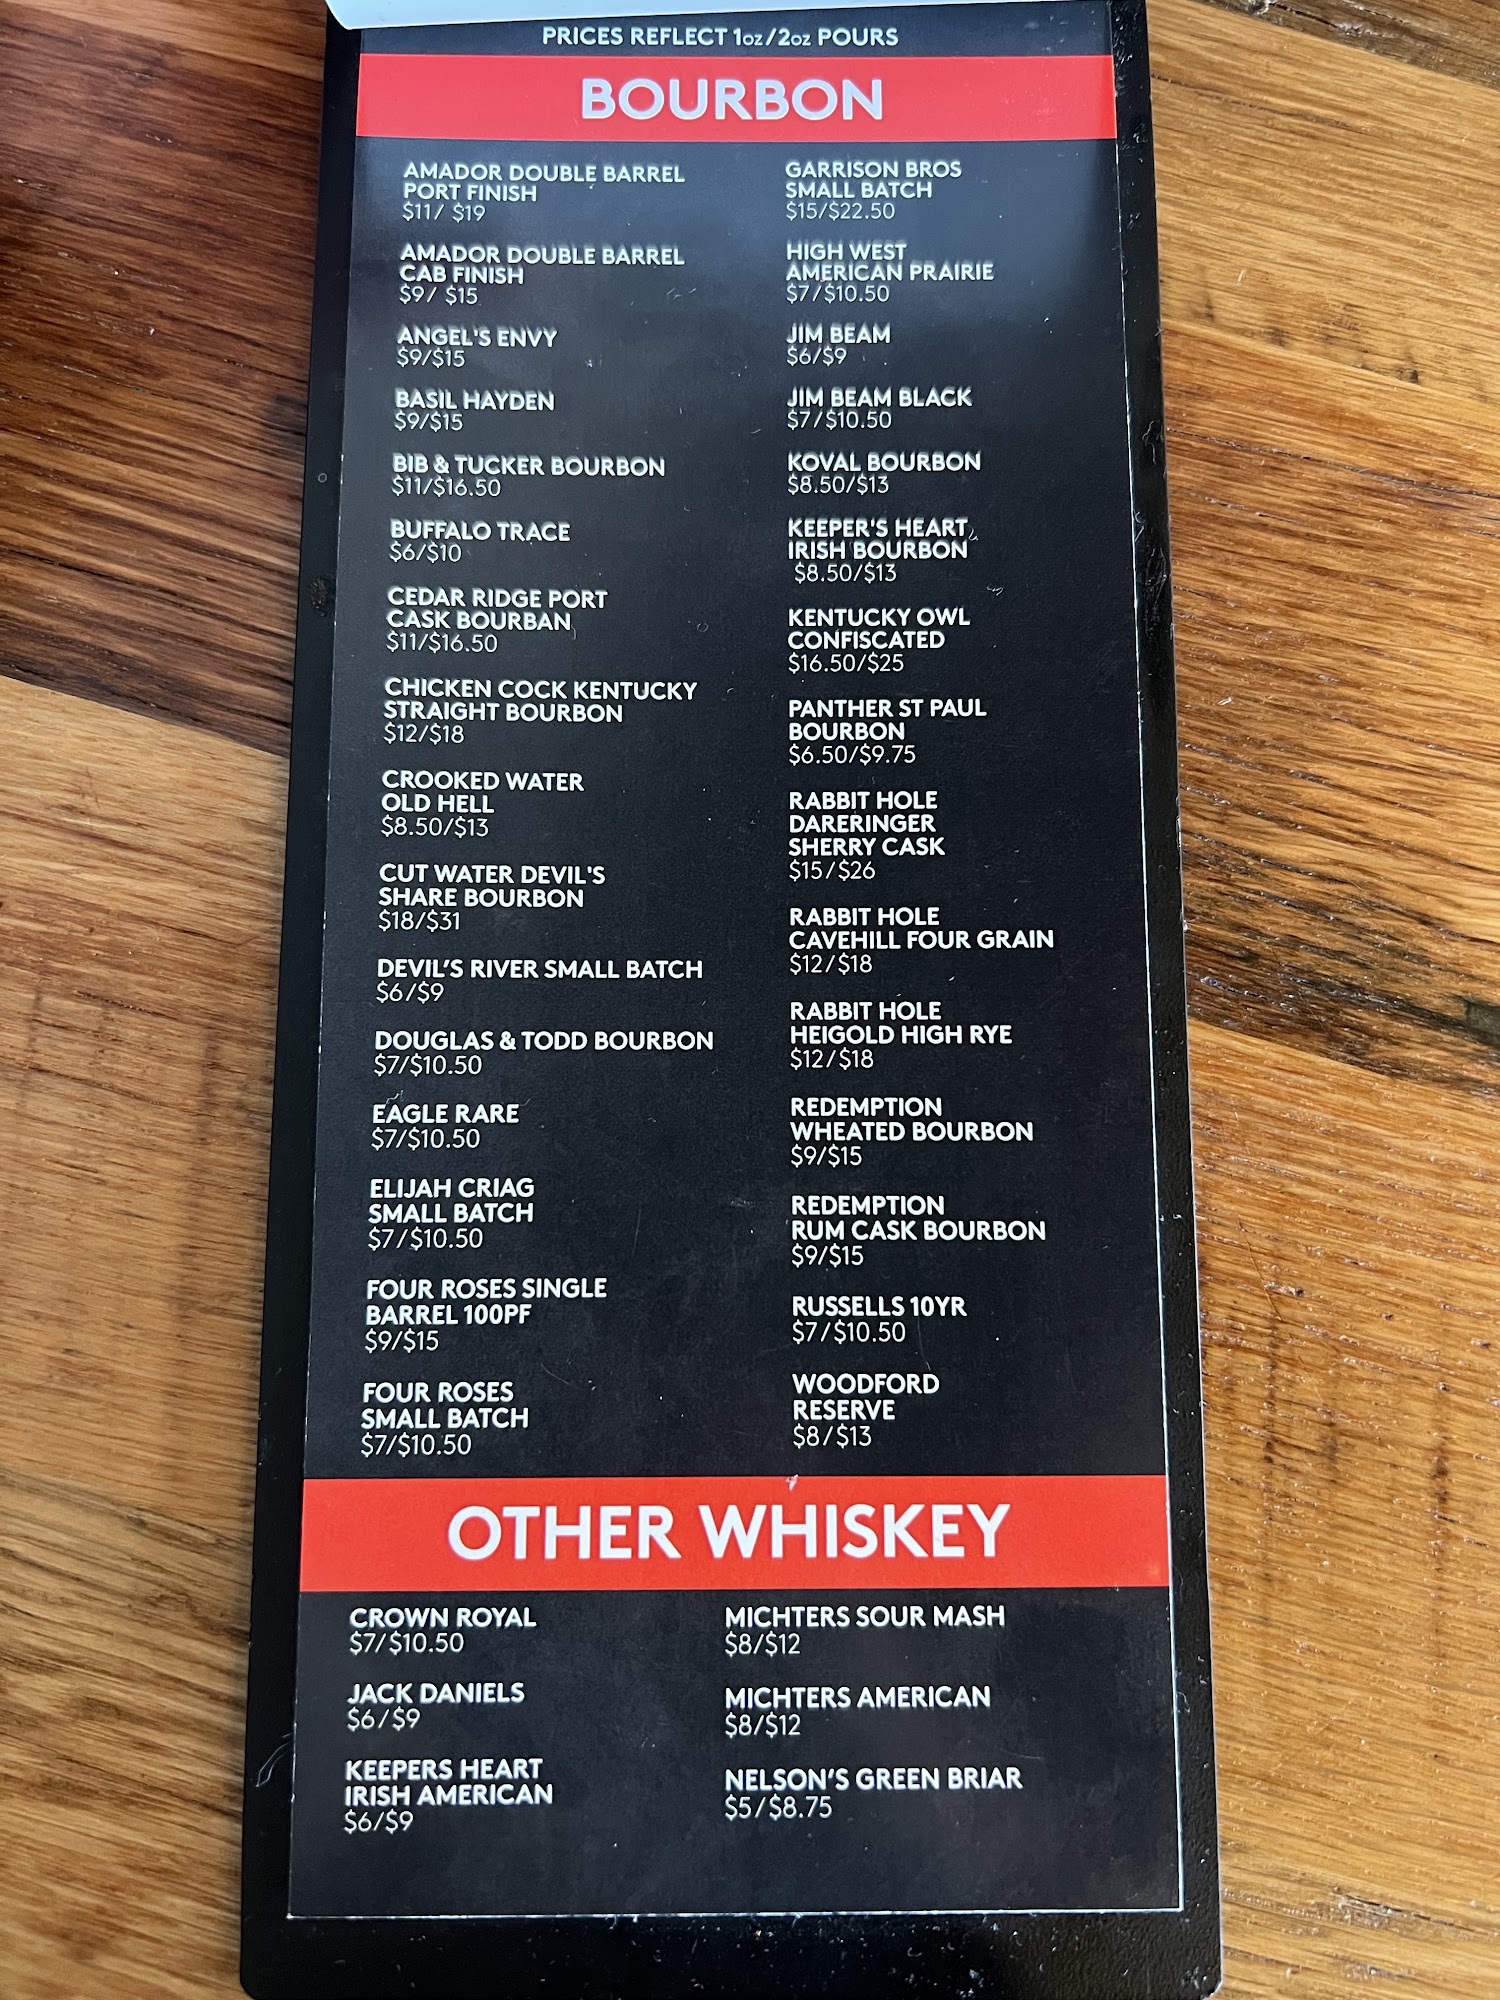 PRICES REFLECT 1oz/2oz POURS
BOURBON
AMADOR DOUBLE BARREL
PORT FINISH
$11/ $19
AMADOR DOUBLE BARREL
CAB FINISH
$9/ $15
ANGEL'S ENVY
$9/$15
BASIL HAYDEN
$9/$15
BIB & TUCKER BOURBON
$11/$16.50
BUFFALO TRACE
$6/$10
CEDAR RIDGE PORT
CASK BOURBAN
$11/$16.50
CHICKEN COCK KENTUCKY
STRAIGHT BOURBON
$12/$18
CROOKED WATER
OLD HELL
$8.50/$13
CUT WATER DEVIL'S
SHARE BOURBON
$18/$31
DEVIL'S RIVER SMALL BATCH
$6/$9
DOUGLAS & TODD BOURBON
$7/$10.50
EAGLE RARE
$7/$10.50
ELIJAH CRIAG
SMALL BATCH
$7/$10.50
FOUR ROSES SINGLE
BARREL 100PF
$9/$15
FOUR ROSES
SMALL BATCH
$7/$10.50
GARRISON BROS
SMALL BATCH
$15/$22.50
HIGH WEST
AMERICAN PRAIRIE
$7/$10.50
JIM BEAM
$6/$9
JIM BEAM BLACK
$7/$10.50
KOVAL BOURBON
$8.50/$13
KEEPER'S HEART
IRISH BOURBON
$8.50/$13
KENTUCKY OWL
CONFISCATED
$16.50/$25
PANTHER ST PAUL
BOURBON
$6.50/$9.75
RABBIT HOLE
DARERINGER
SHERRY CASK
$15/$26
RABBIT HOLE
CAVEHILL FOUR GRAIN
$12/$18
RABBIT HOLE
HEIGOLD HIGH RYE
$12/$18
REDEMPTION
WHEATED BOURBON
$9/$15
REDEMPTION
RUM CASK BOURBON
$9/$15
RUSSELLS 10YR
$7/$10.50
WOODFORD
RESERVE
$8/$13
OTHER WHISKEY
CROWN ROYAL
$7/$10.50
JACK DANIELS
$6/$9
KEEPERS HEART
IRISH AMERICAN
$6/$9
MICHTERS SOUR MASH
$8/$12
MICHTERS AMERICAN
$8/$12
NELSON'S GREEN BRIAR
$5/$8.75